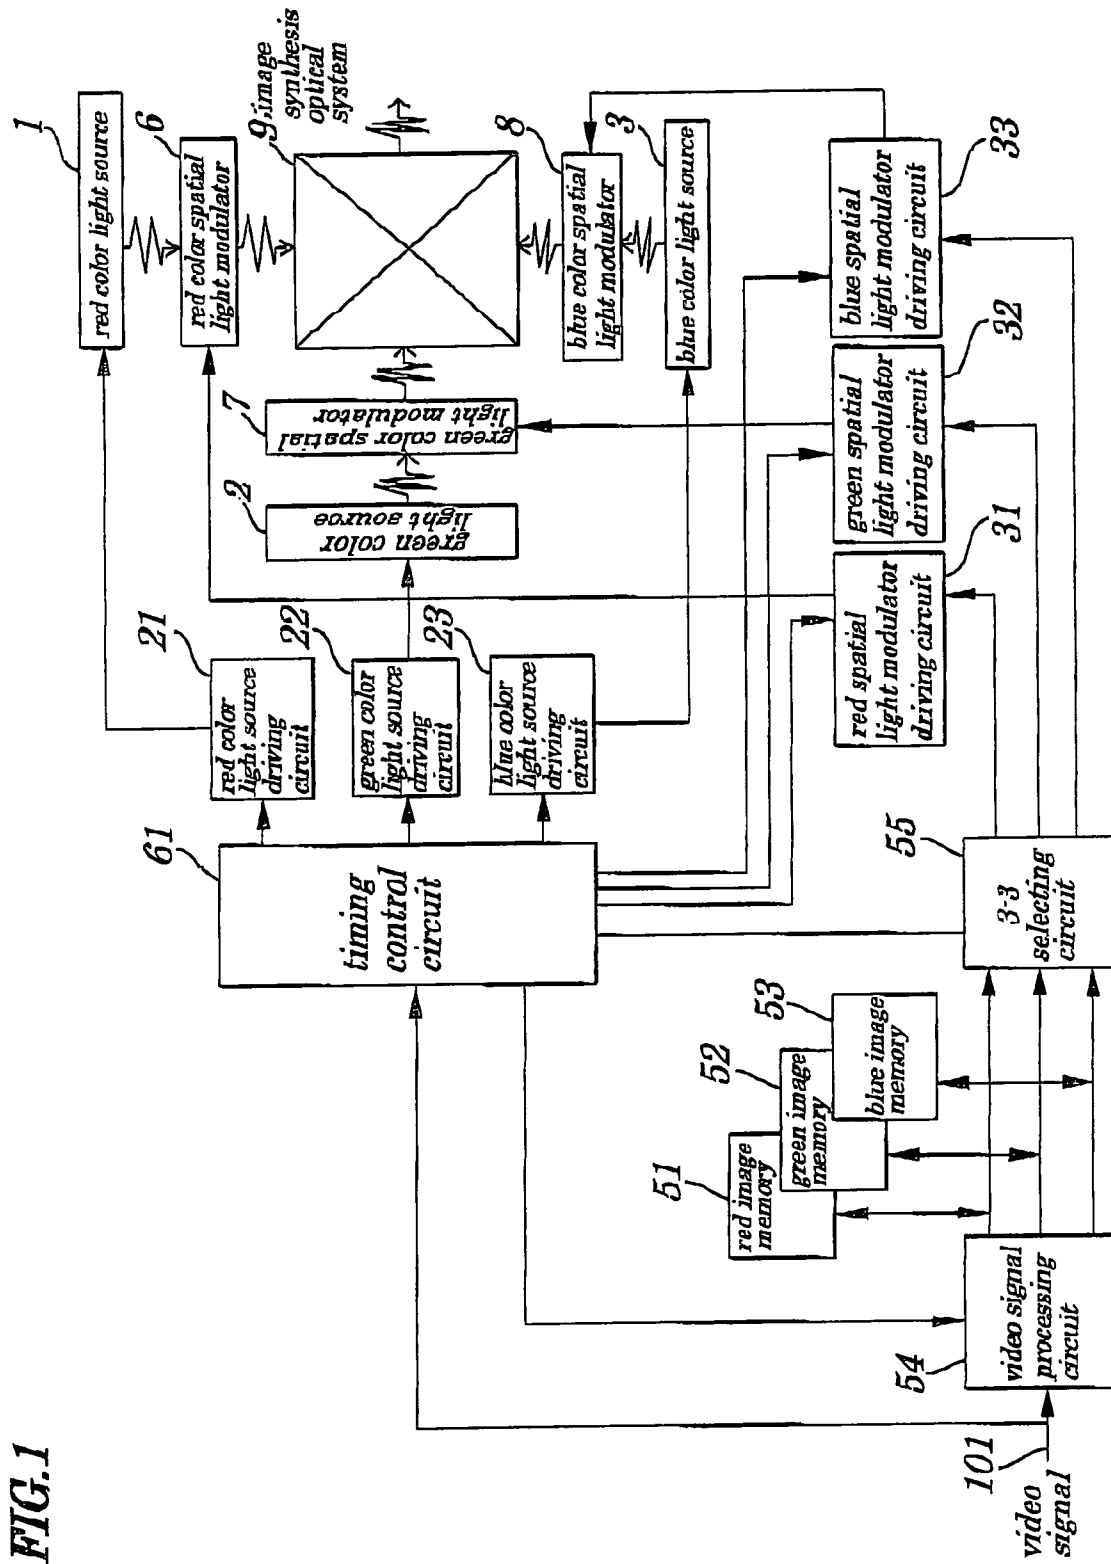 FIG.1
1
red color light source
6
red color spatial
light modulator
9,image
synthesis
optical
system
8
blue color spatial
light modulator
3
blue color light source
7
green color spatial
light modulator
2
green color
light source
21
red color
light source
driving
circuit
22
green color
light source
driving
circuit
23
blue color
light source
driving
circuit
61
timing
control
circuit
33
blue spatial
light modulator
driving circuit
32
green spatial
light modulator
driving circuit
31
red spatial
light modulator
driving circuit
55
3-3
selecting
circuit
51
red image
memory
52
green image
memory
53
blue image
memory
54
video signal
processing
circuit
101
video
signal